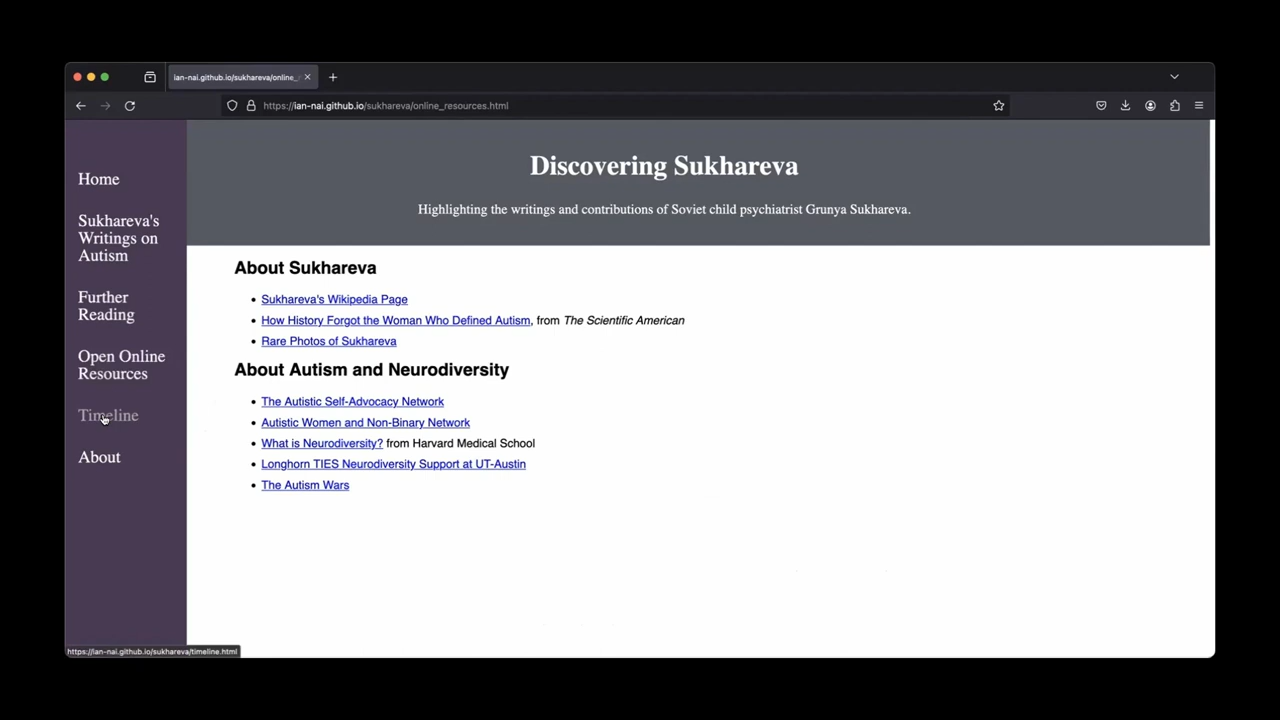 ian-nai.github.io/sukhareva/online_
https://ian-nai.github.io/sukhareva/online_resources.html
Home
Sukhareva's
Writings on
Autism
Further
Reading
Open Online
Resources
Timeline
About
Discovering Sukhareva
Highlighting the writings and contributions of Soviet child psychiatrist Grunya Sukhareva.
About Sukhareva
• Sukhareva's Wikipedia Page
• How History Forgot the Woman Who Defined Autism, from The Scientific American
• Rare Photos of Sukhareva
About Autism and Neurodiversity
• The Autistic Self-Advocacy Network
• Autistic Women and Non-Binary Network
• What is Neurodiversity? from Harvard Medical School
• Longhorn TIES Neurodiversity Support at UT-Austin
• The Autism Wars
https://ian-nai.github.io/sukhareva/timeline.html